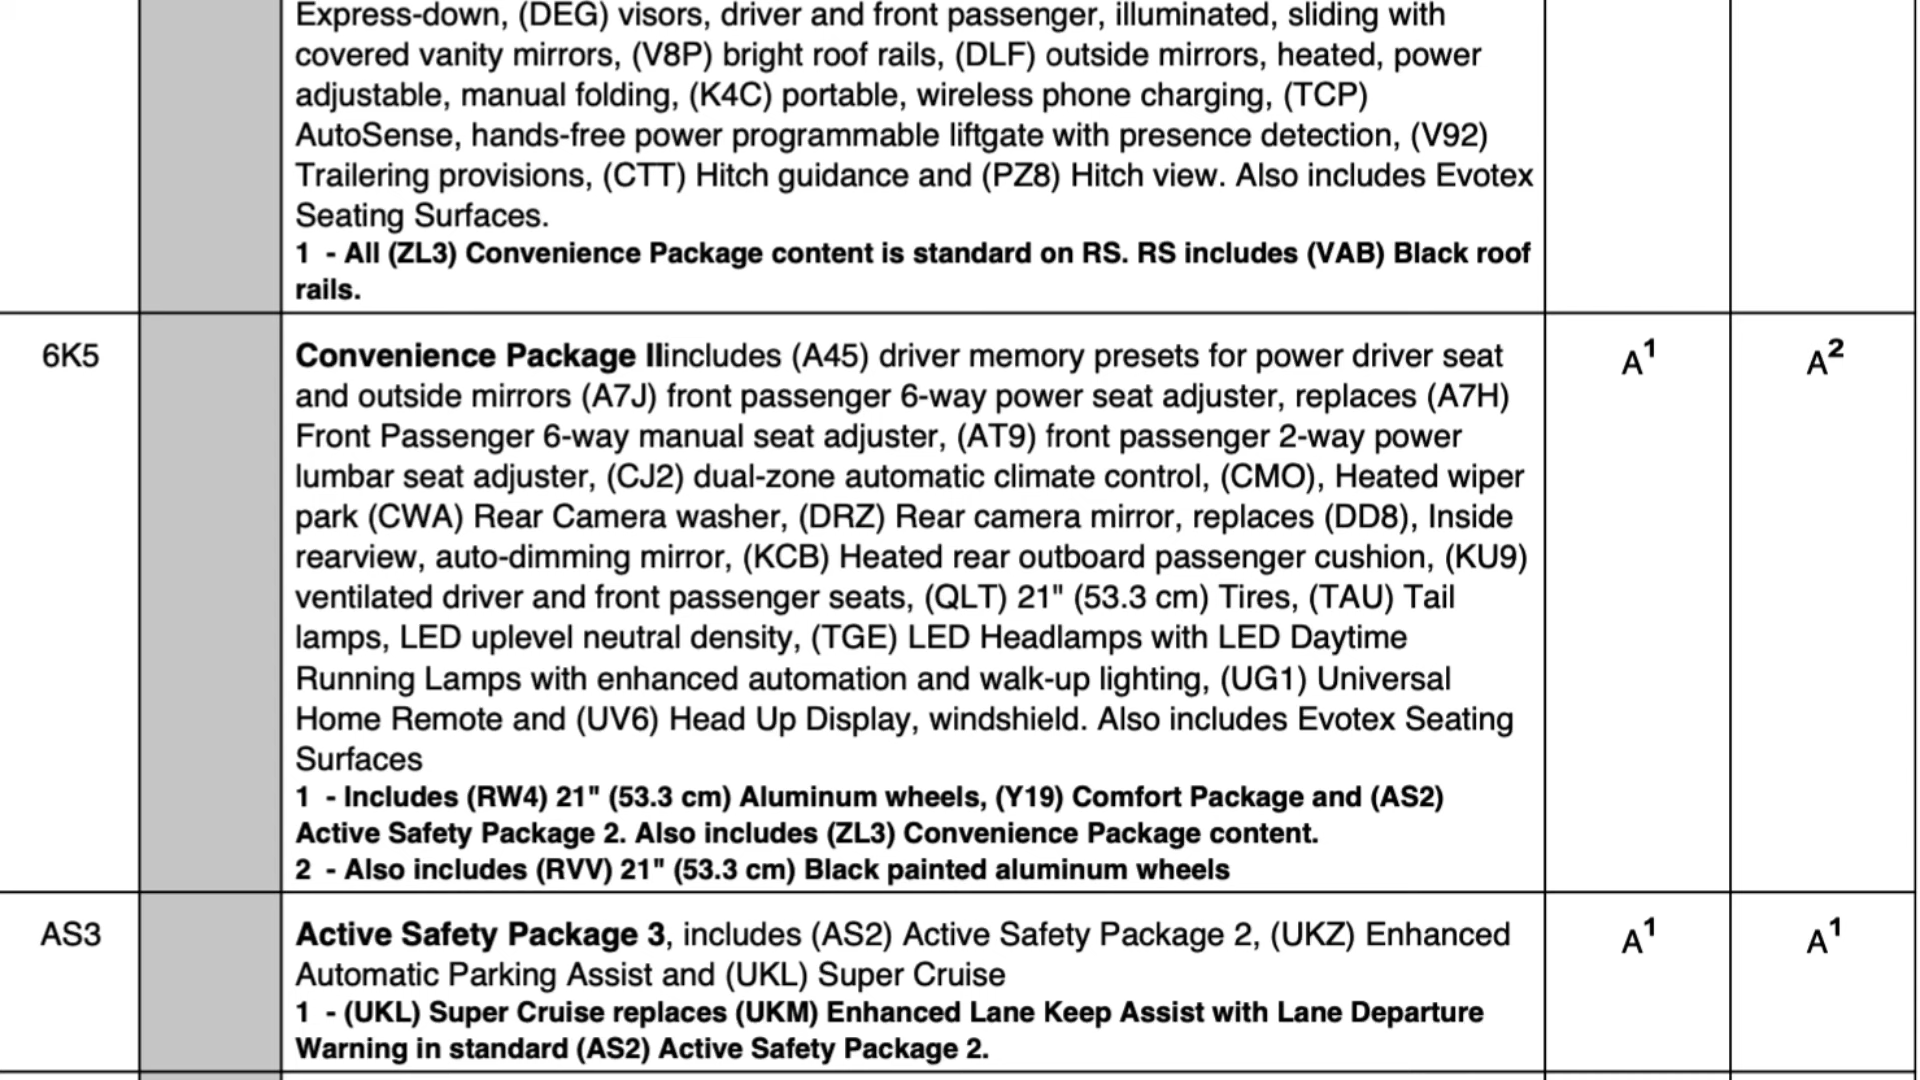 Express-down, (DEG) visors, driver and front passenger, illuminated, sliding with
covered vanity mirrors, (V8P) bright roof rails, (DLF) outside mirrors, heated, power
adjustable, manual folding, (K4C) portable, wireless phone charging, (TCP)
AutoSense, hands-free power programmable liftgate with presence detection, (V92)
Trailering provisions, (CTT) Hitch guidance and (PZ8) Hitch view. Also includes Evotex
Seating Surfaces.
1 - All (ZL3) Convenience Package content is standard on RS. RS includes (VAB) Black roof
rails.
6K5
Convenience Package IIincludes (A45) driver memory presets for power driver seat
and outside mirrors (A7J) front passenger 6-way power seat adjuster, replaces (A7H)
Front Passenger 6-way manual seat adjuster, (AT9) front passenger 2-way power
lumbar seat adjuster, (CJ2) dual-zone automatic climate control, (CMO), Heated wiper
park (CWA) Rear Camera washer, (DRZ) Rear camera mirror, replaces (DD8), Inside
rearview, auto-dimming mirror, (KCB) Heated rear outboard passenger cushion, (KU9)
ventilated driver and front passenger seats, (QLT) 21" (53.3 cm) Tires, (TAU) Tail
lamps, LED uplevel neutral density, (TGE) LED Headlamps with LED Daytime
Running Lamps with enhanced automation and walk-up lighting, (UG1) Universal
Home Remote and (UV6) Head Up Display, windshield. Also includes Evotex Seating
Surfaces
1 - Includes (RW4) 21" (53.3 cm) Aluminum wheels, (Y19) Comfort Package and (AS2)
Active Safety Package 2. Also includes (ZL3) Convenience Package content.
2 - Also includes (RVV) 21" (53.3 cm) Black painted aluminum wheels
A¹
A²
AS3
Active Safety Package 3, includes (AS2) Active Safety Package 2, (UKZ) Enhanced
Automatic Parking Assist and (UKL) Super Cruise
1 - (UKL) Super Cruise replaces (UKM) Enhanced Lane Keep Assist with Lane Departure
Warning in standard (AS2) Active Safety Package 2.
A¹
A¹